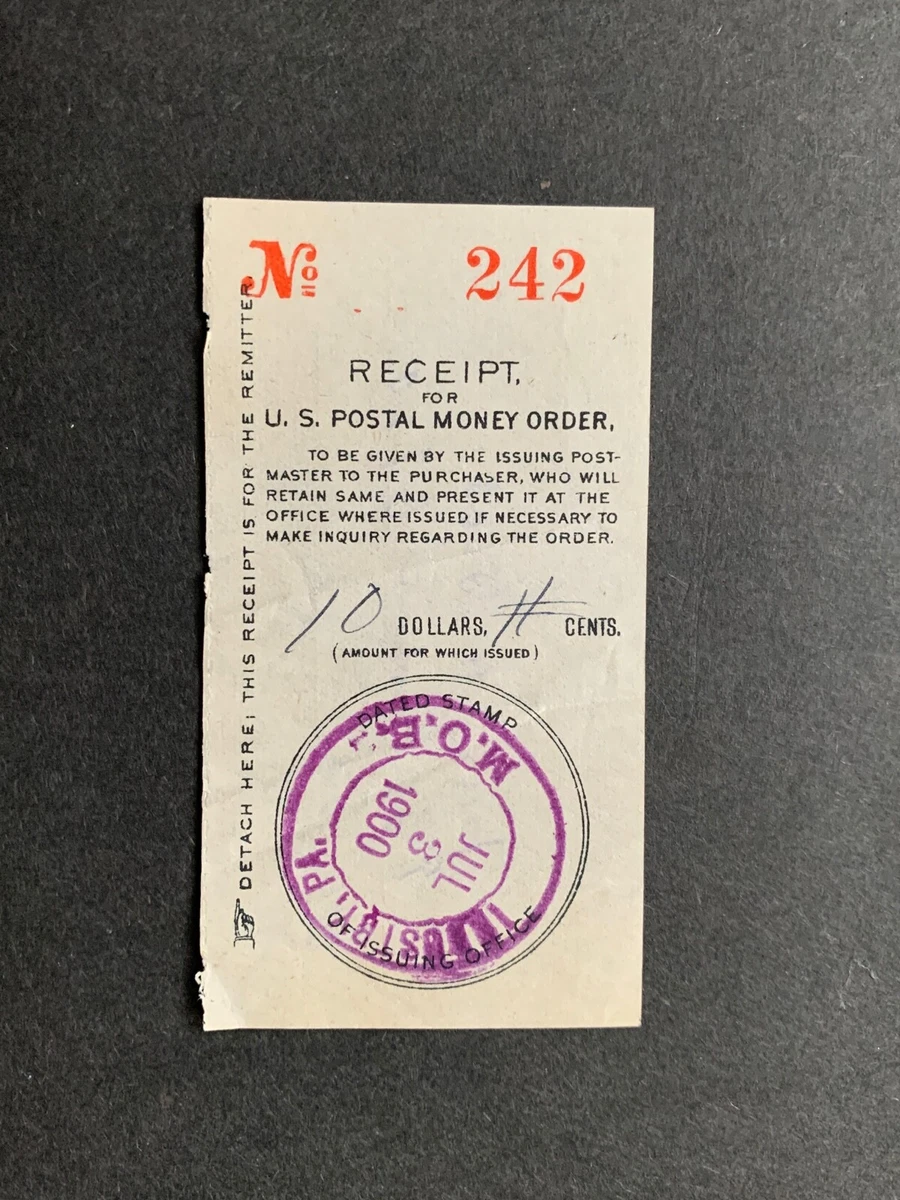 No 242
RECEIPT,
FOR
U. S. POSTAL MONEY ORDER,
TO BE GIVEN BY THE ISSUING POST-
MASTER TO THE PURCHASER, WHO WILL
RETAIN SAME AND PRESENT IT AT THE
OFFICE WHERE ISSUED IF NECESSARY TO
MAKE INQUIRY REGARDING THE ORDER.
10 DOLLARS, CENTS.
(AMOUNT FOR WHICH ISSUED)
DATED STAMP
OF ISSUING OFFICE
M.O.B.
JUL
3
1900
PA.
DETACH HERE; THIS RECEIPT IS FOR THE REMITTER.